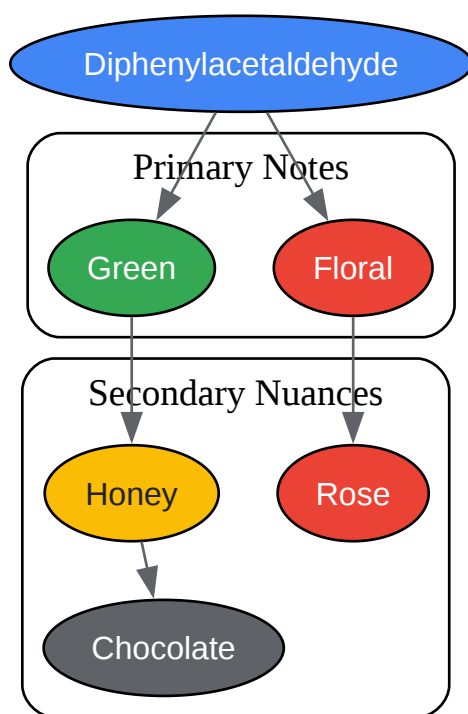 Diphenylacetaldehyde
Primary Notes
Green
Floral
Secondary Nuances
Honey
Rose
Chocolate